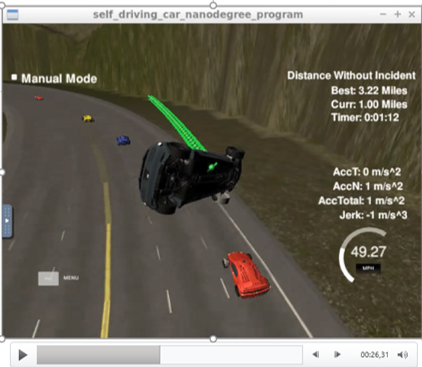 self_driving_car_nanodegree_program
Manual Mode
Distance Without Incident
Best: 3.22 Miles
Curr: 1.00 Miles
Timer: 0:01:12
AccT: 0 m/s^2
AccN: 1 m/s^2
AccTotal: 1 m/s^2
Jerk: -1 m/s^3
49.27
MPH
MENU
00:26,31